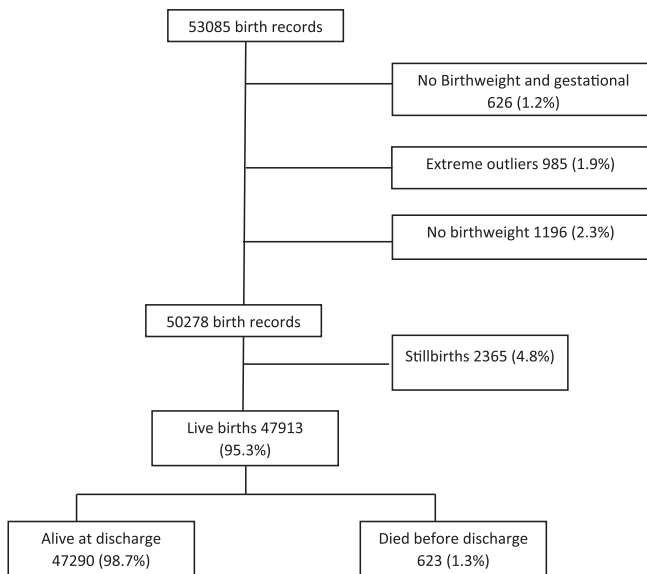 53085 birth records
No Birthweight and gestational
626 (1.2%)
Extreme outliers 985 (1.9%)
No birthweight 1196 (2.3%)
50278 birth records
Stillbirths 2365 (4.8%)
Live births 47913
(95.3%)
Alive at discharge
47290 (98.7%)
Died before discharge
623 (1.3%)